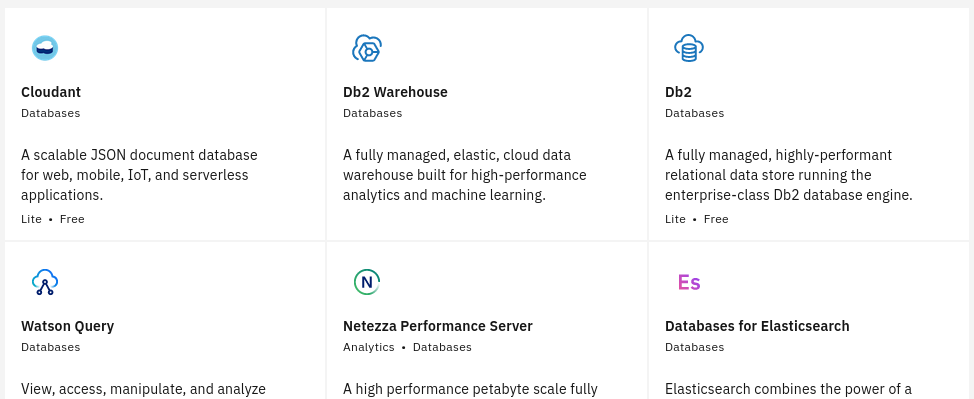 Cloudant
Databases
A scalable JSON document database
for web, mobile, IoT, and serverless
applications.
Lite • Free
Db2 Warehouse
Databases
A fully managed, elastic, cloud data
warehouse built for high-performance
analytics and machine learning.
Db2
Databases
A fully managed, highly-performant
relational data store running the
enterprise-class Db2 database engine.
Lite • Free
Watson Query
Databases
View, access, manipulate, and analyze
N
Netezza Performance Server
Analytics • Databases
A high performance petabyte scale fully
Es
Databases for Elasticsearch
Databases
Elasticsearch combines the power of a